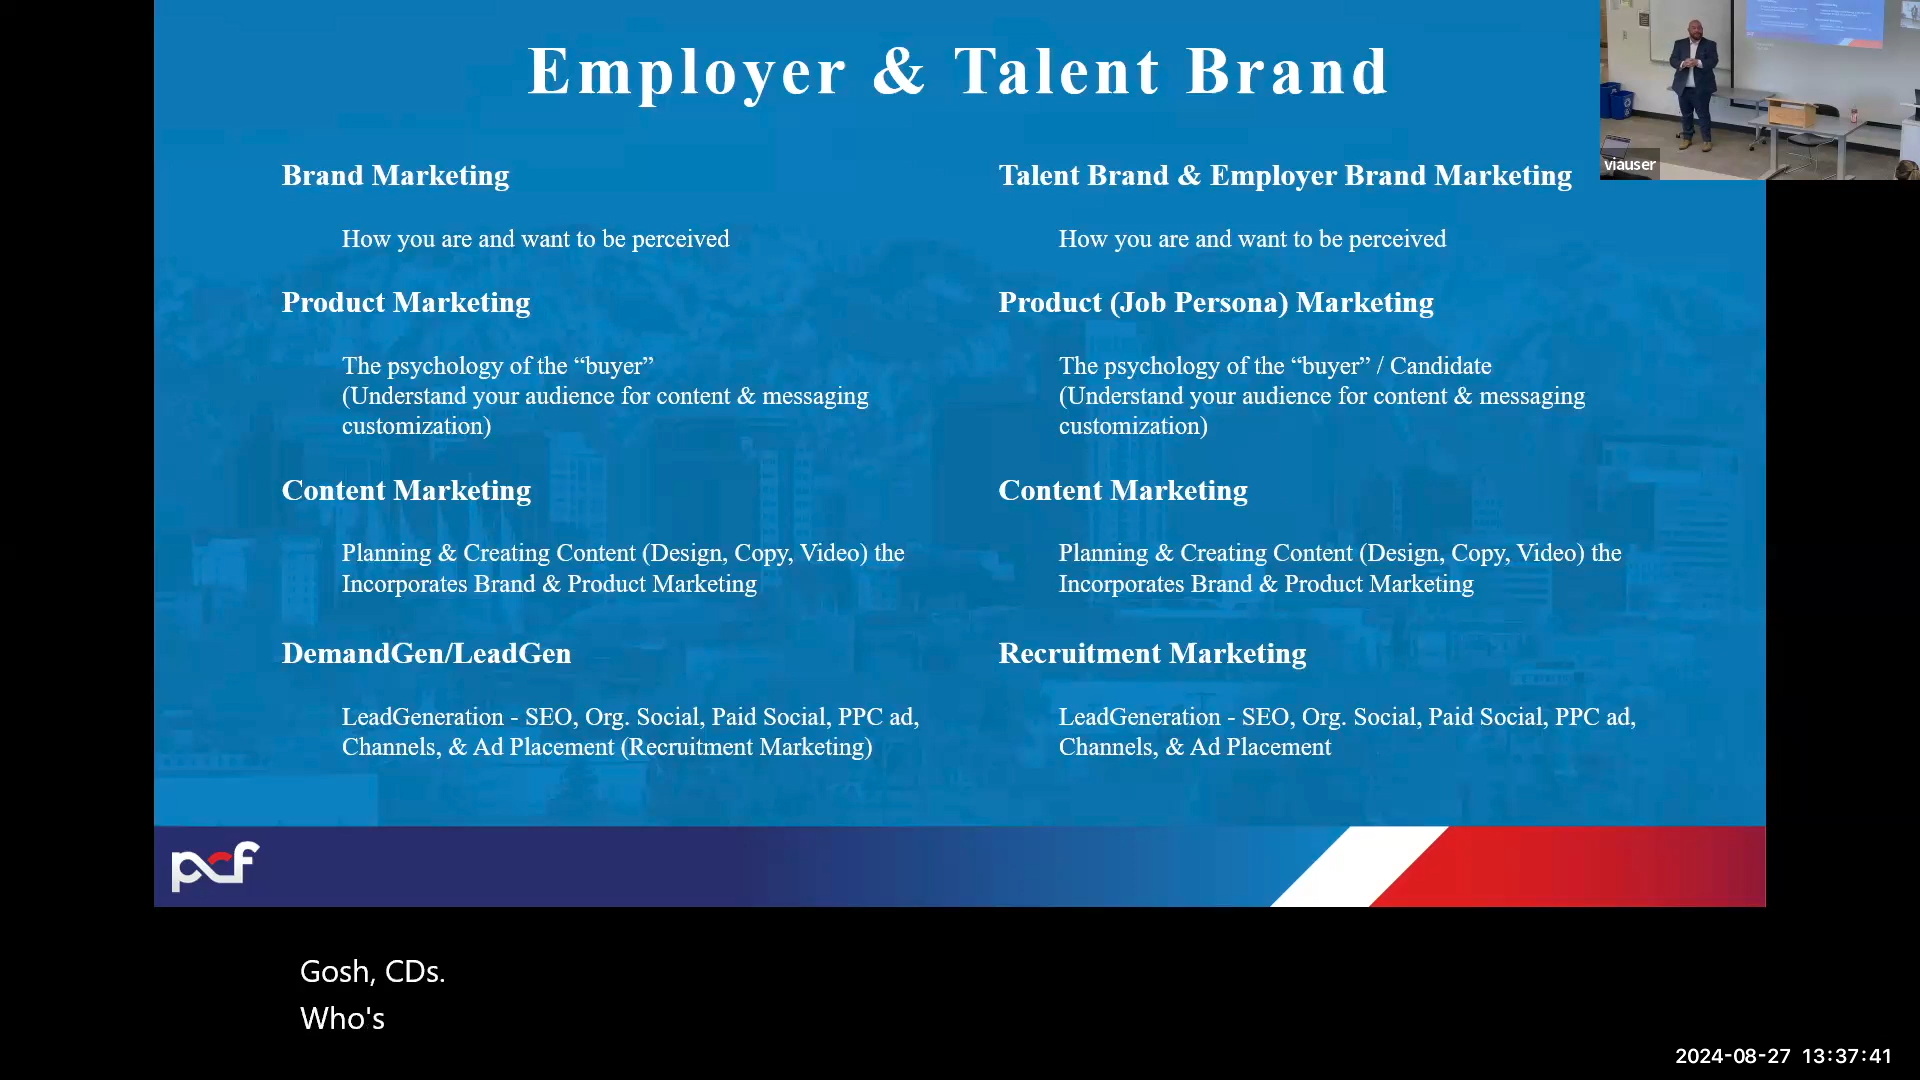 Employer & Talent Brand
Brand Marketing
How you are and want to be perceived
Product Marketing
The psychology of the “buyer”
(Understand your audience for content & messaging
customization)
Content Marketing
Planning & Creating Content (Design, Copy, Video) the
Incorporates Brand & Product Marketing
DemandGen/LeadGen
LeadGeneration - SEO, Org. Social, Paid Social, PPC ad,
Channels, & Ad Placement (Recruitment Marketing)
Talent Brand & Employer Brand Marketing
How you are and want to be perceived
Product (Job Persona) Marketing
The psychology of the “buyer” / Candidate
(Understand your audience for content & messaging
customization)
Content Marketing
Planning & Creating Content (Design, Copy, Video) the
Incorporates Brand & Product Marketing
Recruitment Marketing
LeadGeneration - SEO, Org. Social, Paid Social, PPC ad,
Channels, & Ad Placement
viauser
pcf
Gosh, CDs.
Who's
2024-08-27 13:37:41